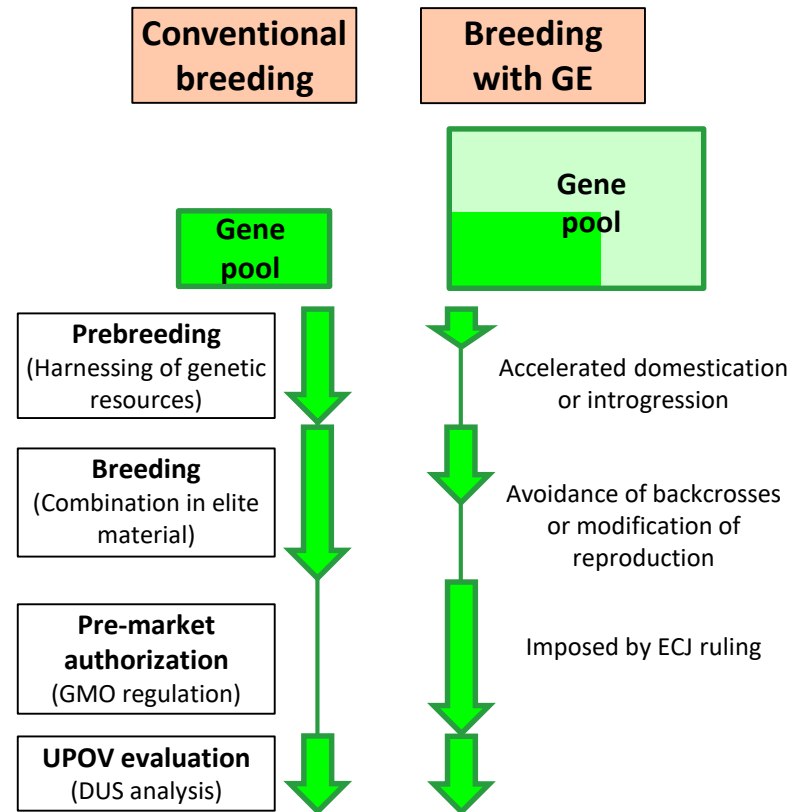 Conventional
breeding
Breeding
with GE
Gene
pool
Gene
pool
Prebreeding
(Harnessing of genetic
resources)
Accelerated domestication
or introgression
Breeding
(Combination in elite
material)
Avoidance of backcrosses
or modification of
reproduction
Pre-market
authorization
(GMO regulation)
Imposed by ECJ ruling
UPOV evaluation
(DUS analysis)